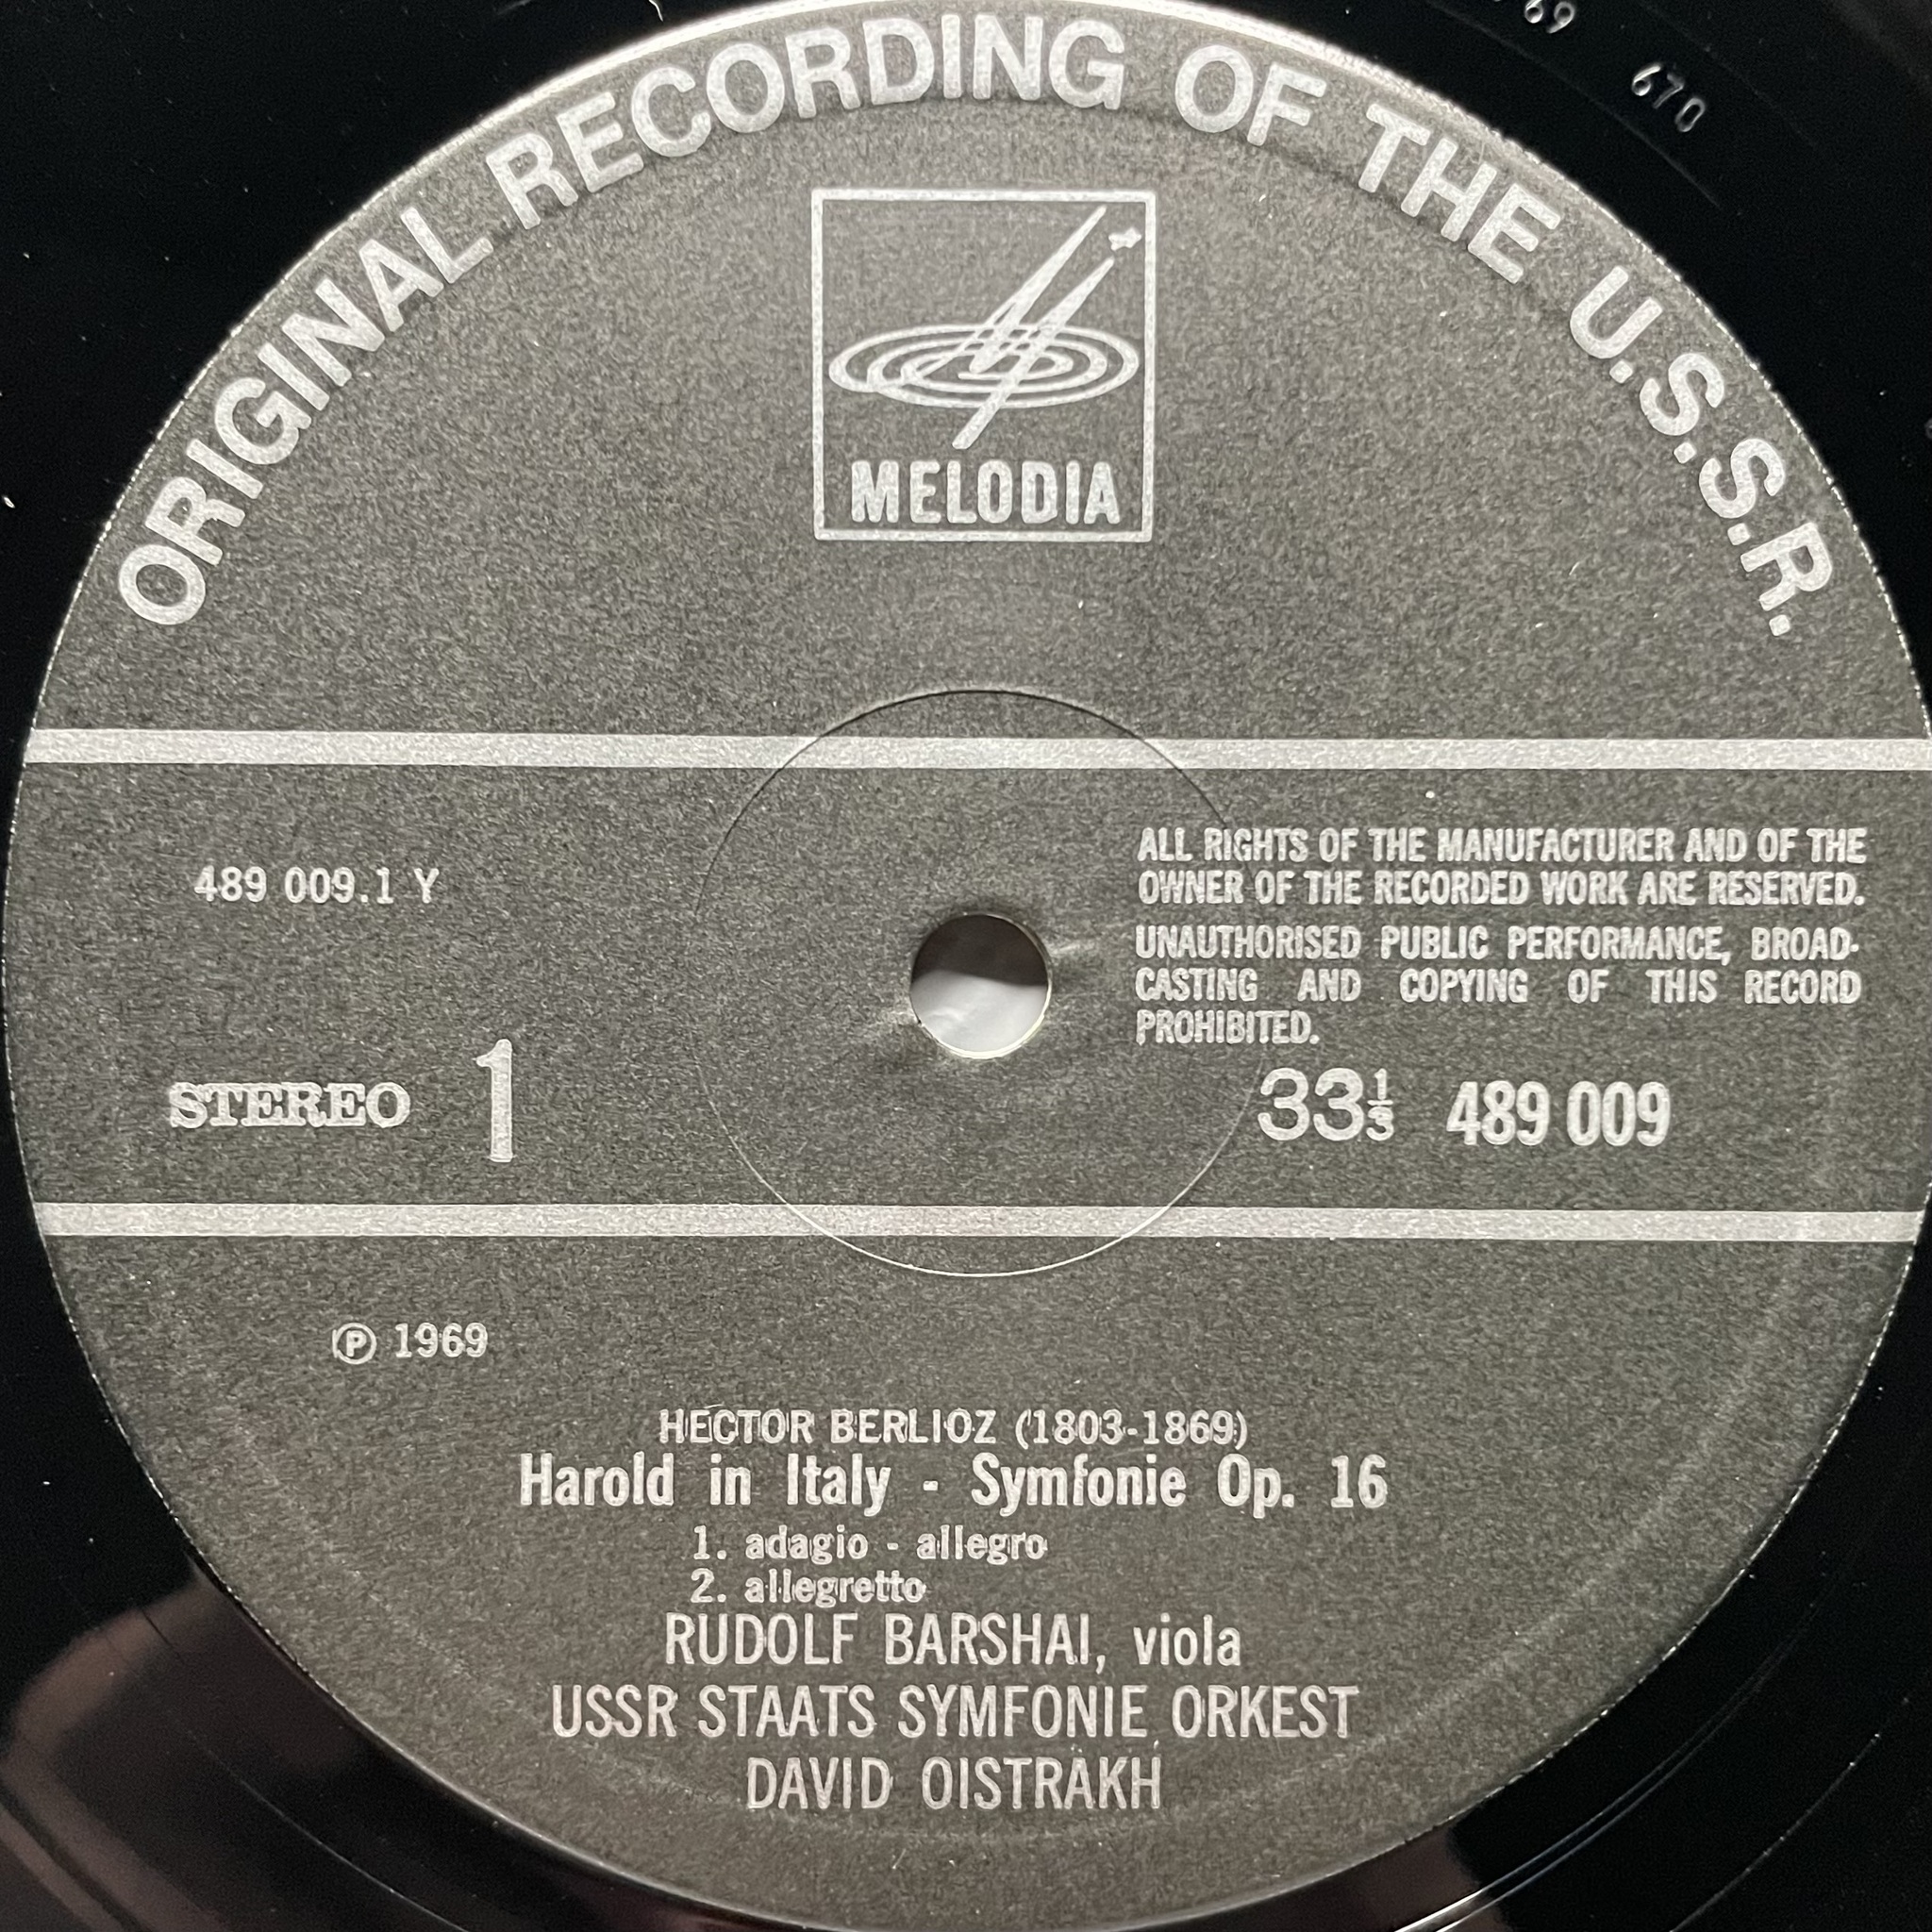 69 670
ORIGINAL RECORDING OF THE U.S.S.R.
MELODIA
489 009.1 Y
ALL RIGHTS OF THE MANUFACTURER AND OF THE
OWNER OF THE RECORDED WORK ARE RESERVED.
UNAUTHORISED PUBLIC PERFORMANCE, BROAD-
CASTING AND COPYING OF THIS RECORD
PROHIBITED.
STEREO 1
33⅓ 489 009
℗ 1969
HECTOR BERLIOZ (1803-1869)
Harold in Italy - Symfonie Op. 16
1. adagio - allegro
2. allegretto
RUDOLF BARSHAI, viola
USSR STAATS SYMFONIE ORKEST
DAVID OISTRAKH